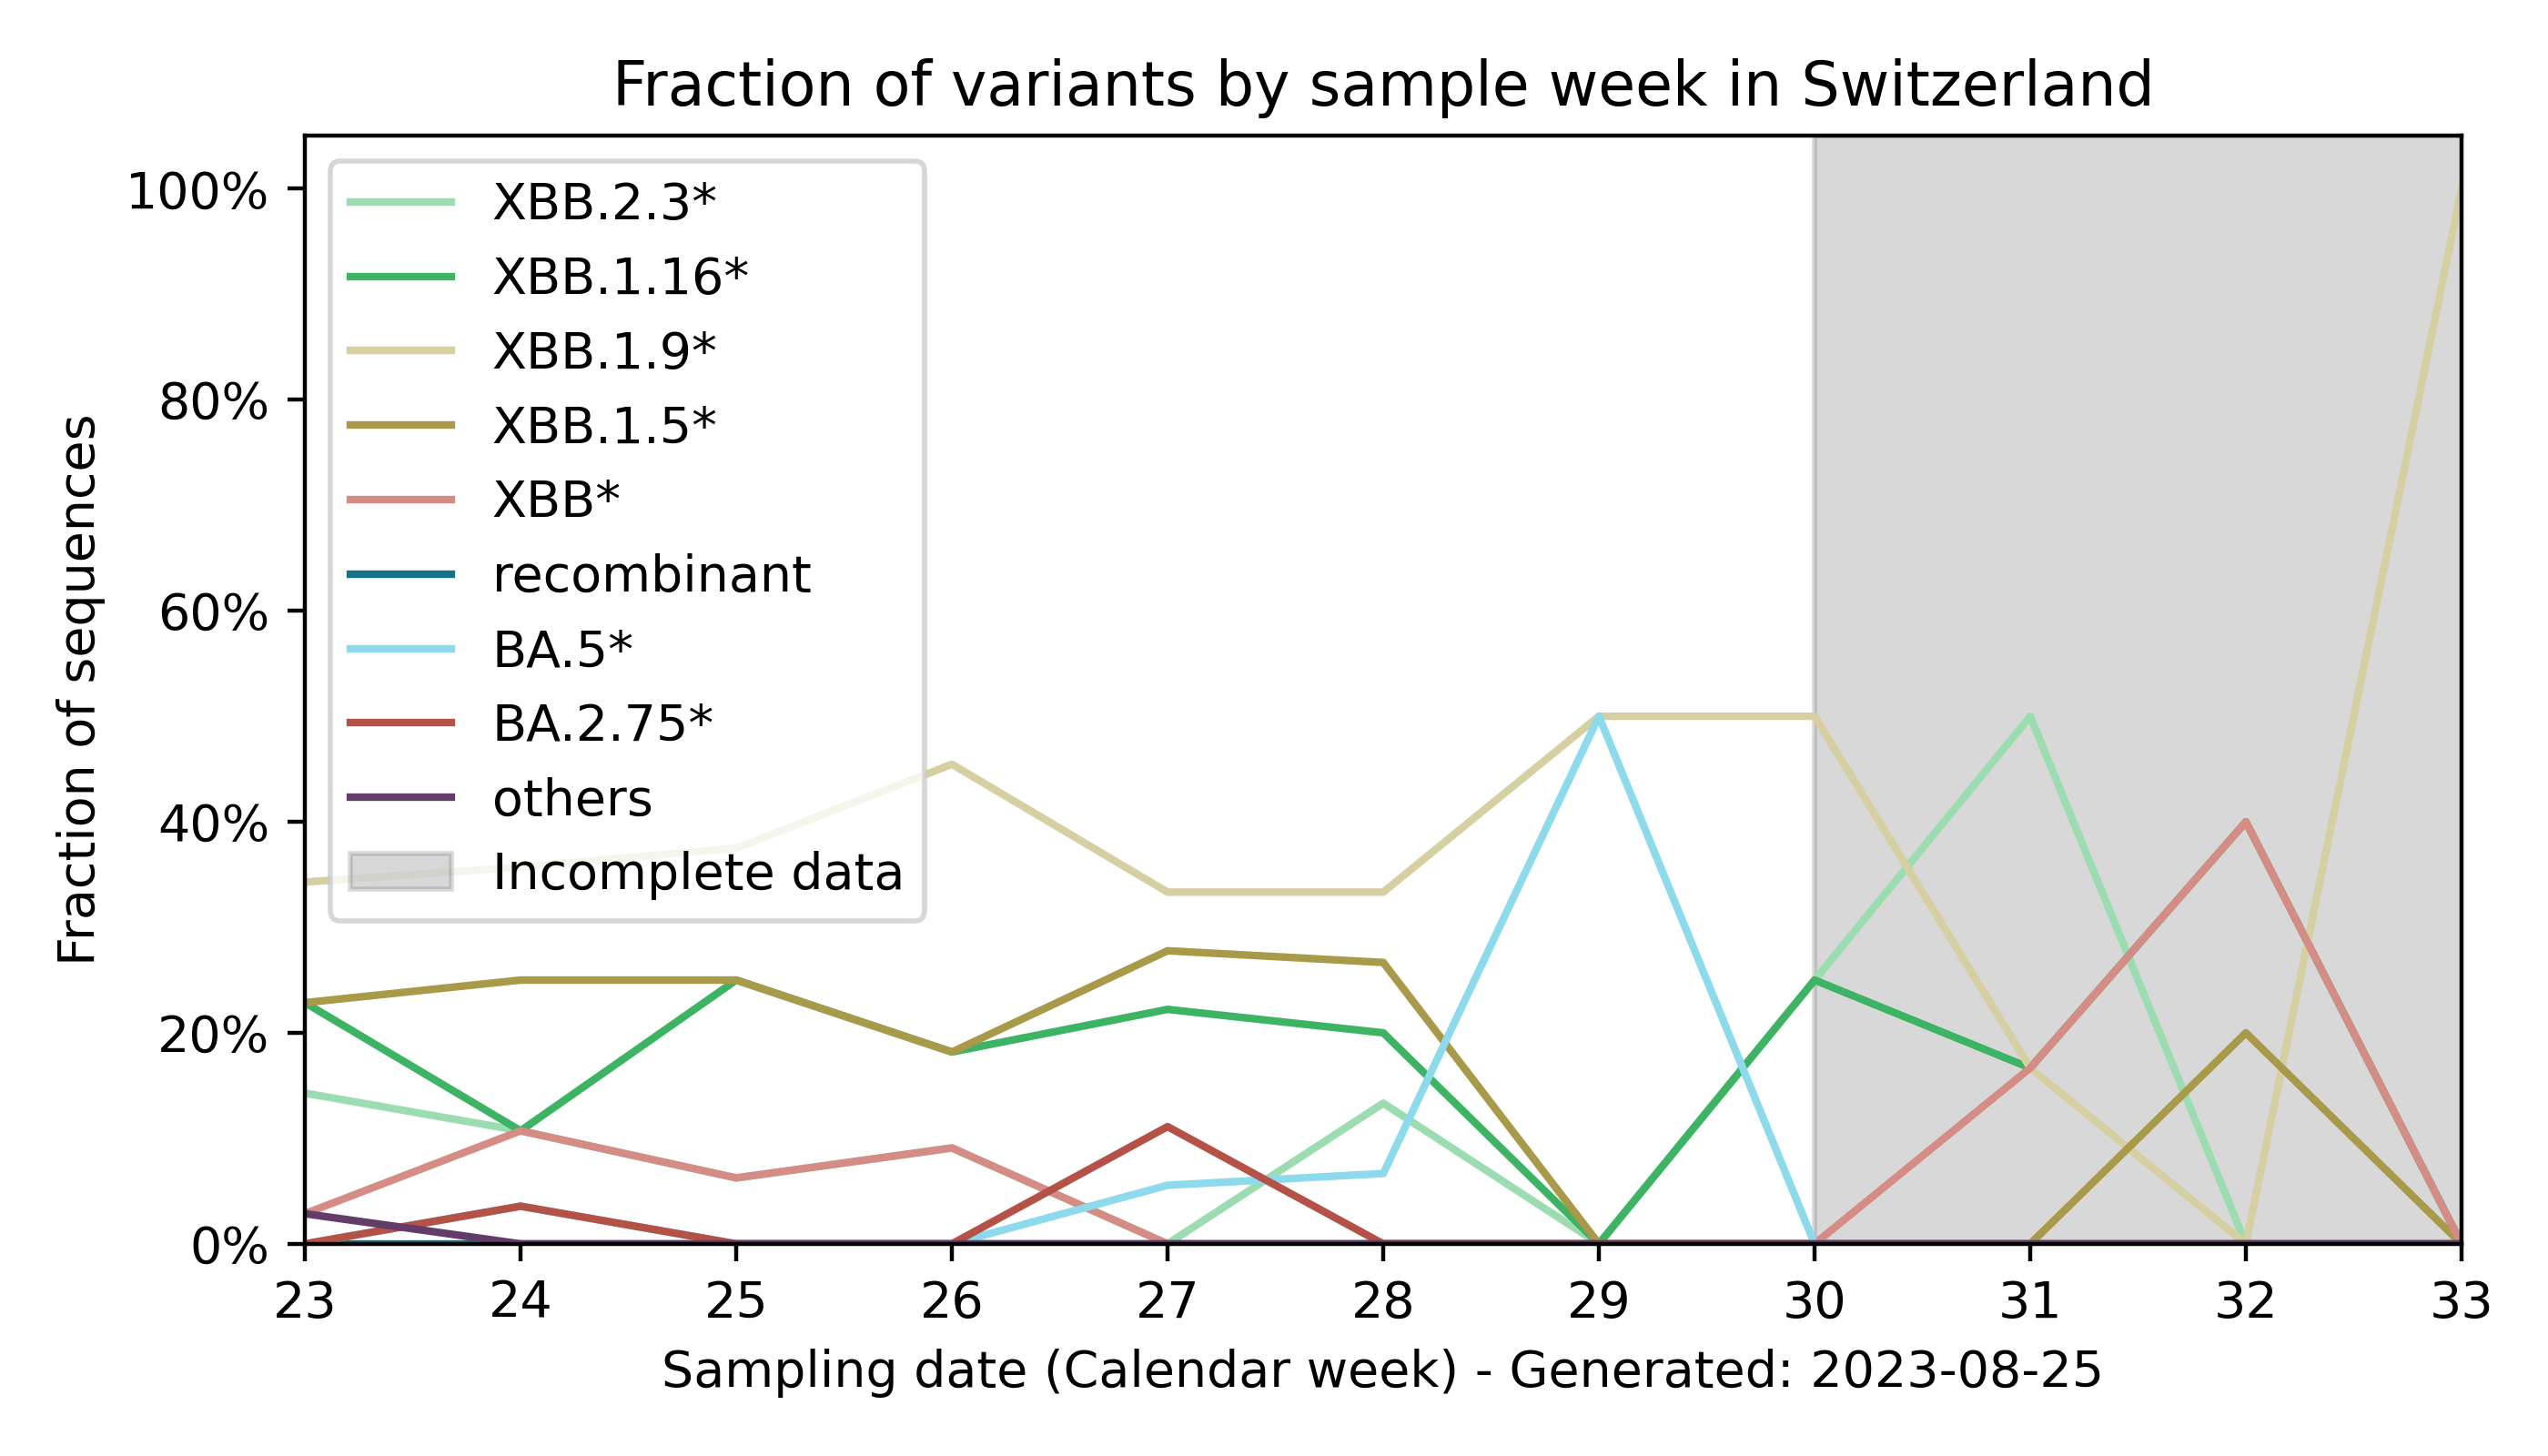 Fraction of variants by sample week in Switzerland
Fraction of sequences
100%
80%
60%
40%
20%
0%
XBB.2.3*
XBB.1.16*
XBB.1.9*
XBB.1.5*
XBB*
recombinant
BA.5*
BA.2.75*
others
Incomplete data
23 24 25 26 27 28 29 30 31 32 33
Sampling date (Calendar week) - Generated: 2023-08-25